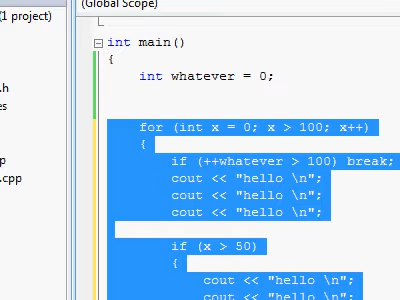 (Global Scope)
(1 project)
int main()
{
int whatever = 0;
.h
es
for (int x = 0; x > 100; x++)
{
if (++whatever > 100) break;
cout << "hello \n";
cout << "hello \n";
cout << "hello \n";
p
.cpp
if (x > 50)
{
cout << "hello \n";
cout << "hello \n";